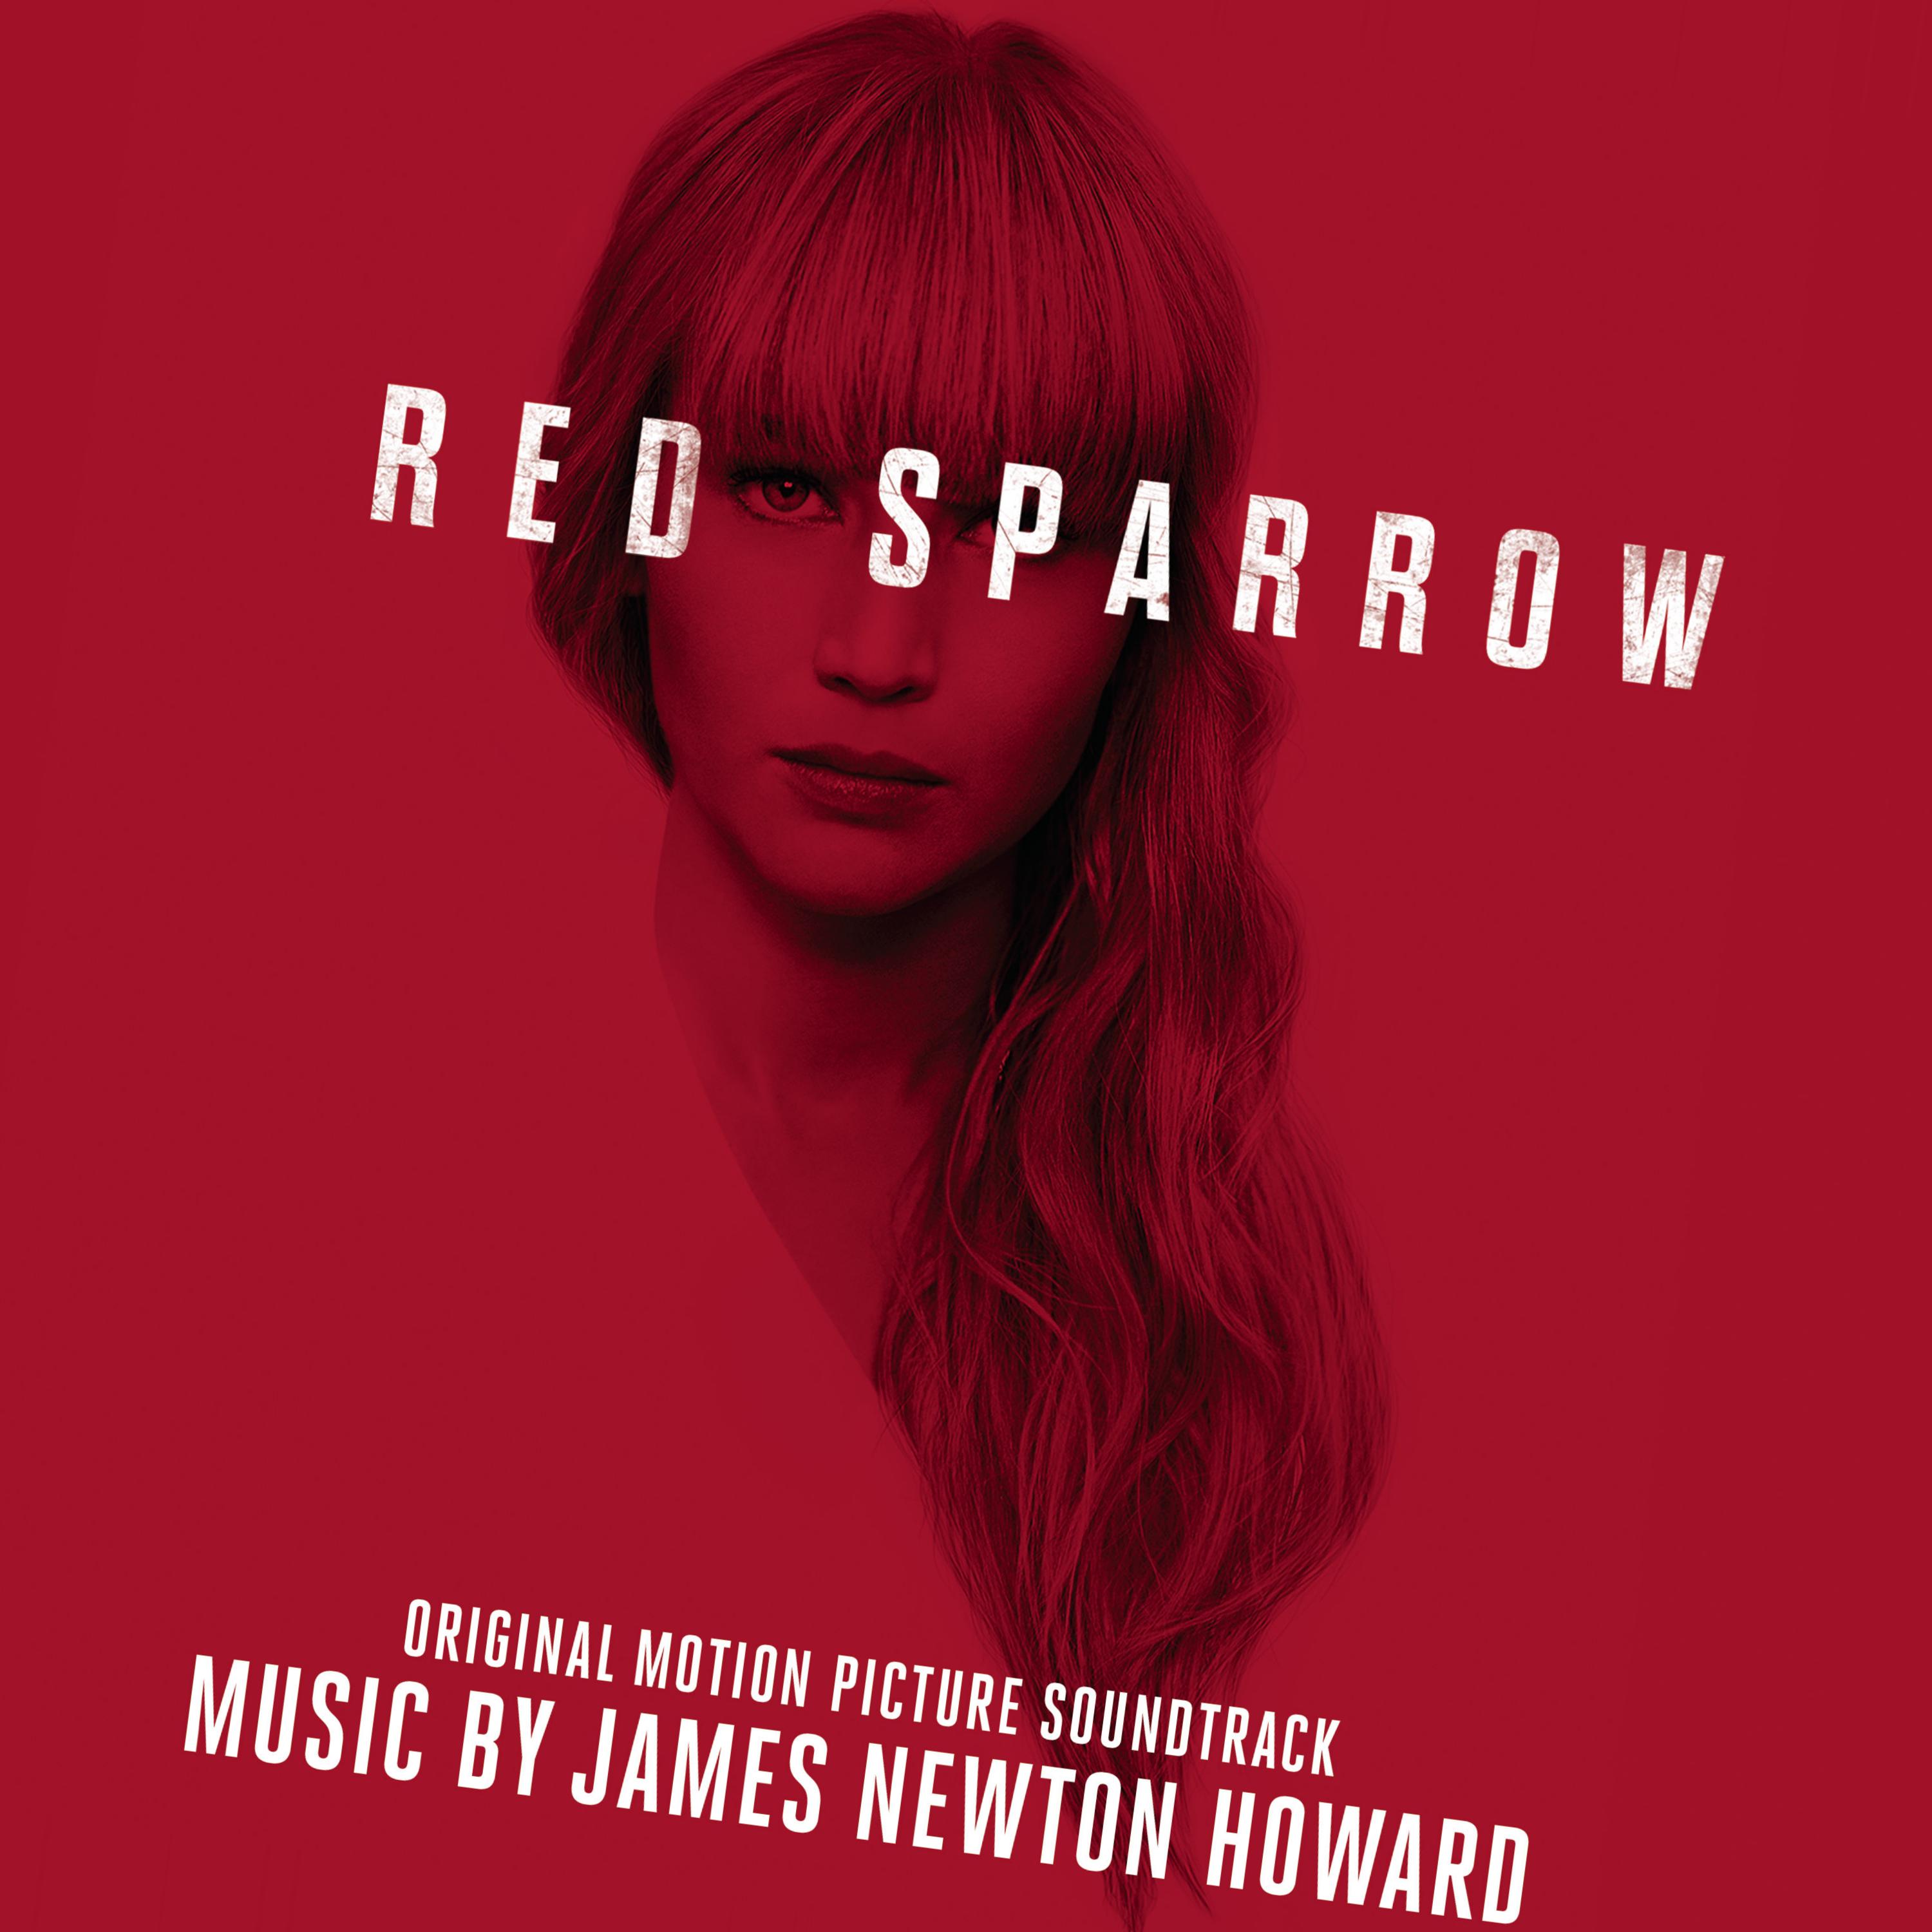 RED SPARROW
ORIGINAL MOTION PICTURE SOUNDTRACK
MUSIC BY JAMES NEWTON HOWARD